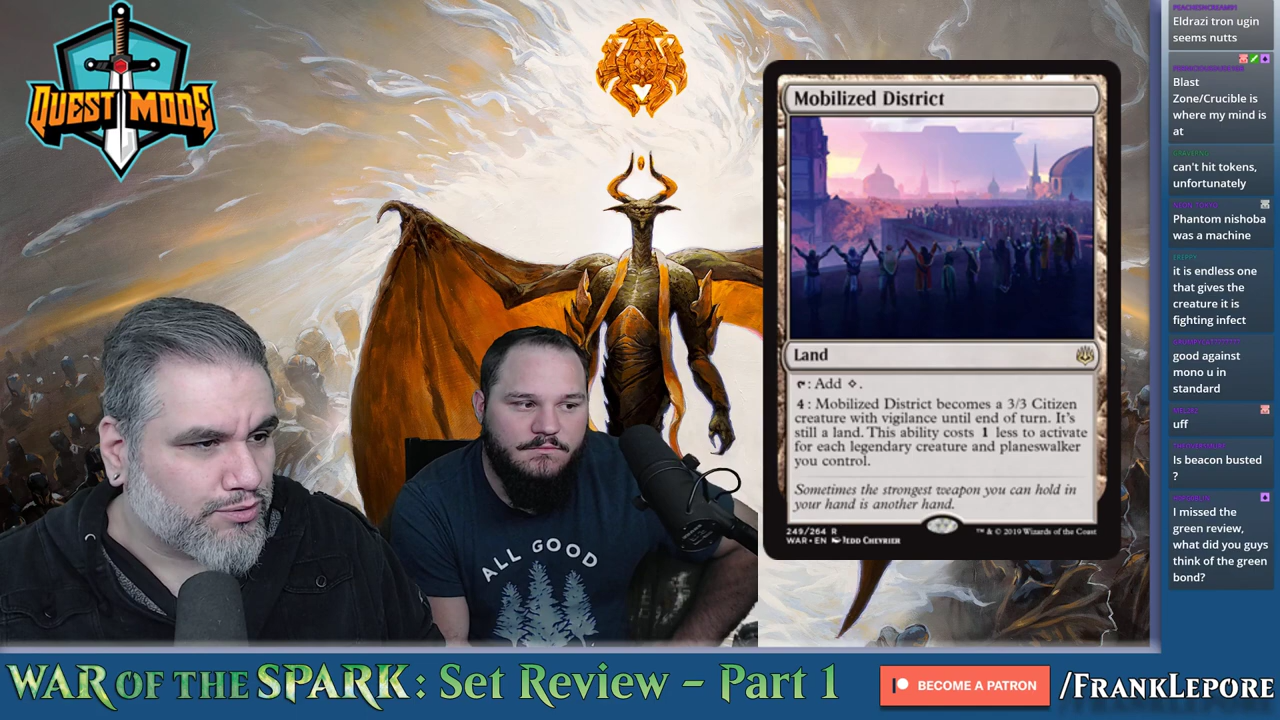 QUEST MODE
Mobilized District
Land
: Add .
4 : Mobilized District becomes a 3/3 Citizen
creature with vigilance until end of turn. It's
still a land. This ability costs 1 less to activate
for each legendary creature and planeswalker
you control.
Sometimes the strongest weapon you can hold in
your hand is another hand.
249/264 R
WAR • EN JEDD CHEVRIER
™ & © 2019 Wizards of the Coast
ALL GOOD
Eldrazi tron ugin
seems nutts
Blast
Zone/Crucible is
where my mind is
at
can't hit tokens,
unfortunately
Phantom nishoba
was a machine
it is endless one
that gives the
creature it is
fighting infect
good against
mono u in
standard
uff
Is beacon busted
?
I missed the
green review,
what did you guys
think of the green
bond?
WAR OF THE SPARK: Set Review - Part 1
BECOME A PATRON
/FRANKLEPORE